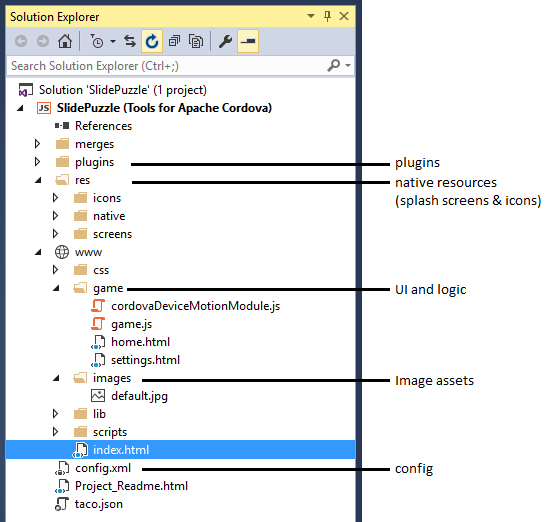 Solution Explorer
Search Solution Explorer (Ctrl+;)
Solution 'SlidePuzzle' (1 project)
JS SlidePuzzle (Tools for Apache Cordova)
References
merges
plugins plugins
res native resources
(splash screens & icons)
icons
native
screens
www
css
game UI and logic
cordovaDeviceMotionModule.js
game.js
home.html
settings.html
images Image assets
default.jpg
lib
scripts
index.html
config.xml config
Project_Readme.html
taco.json